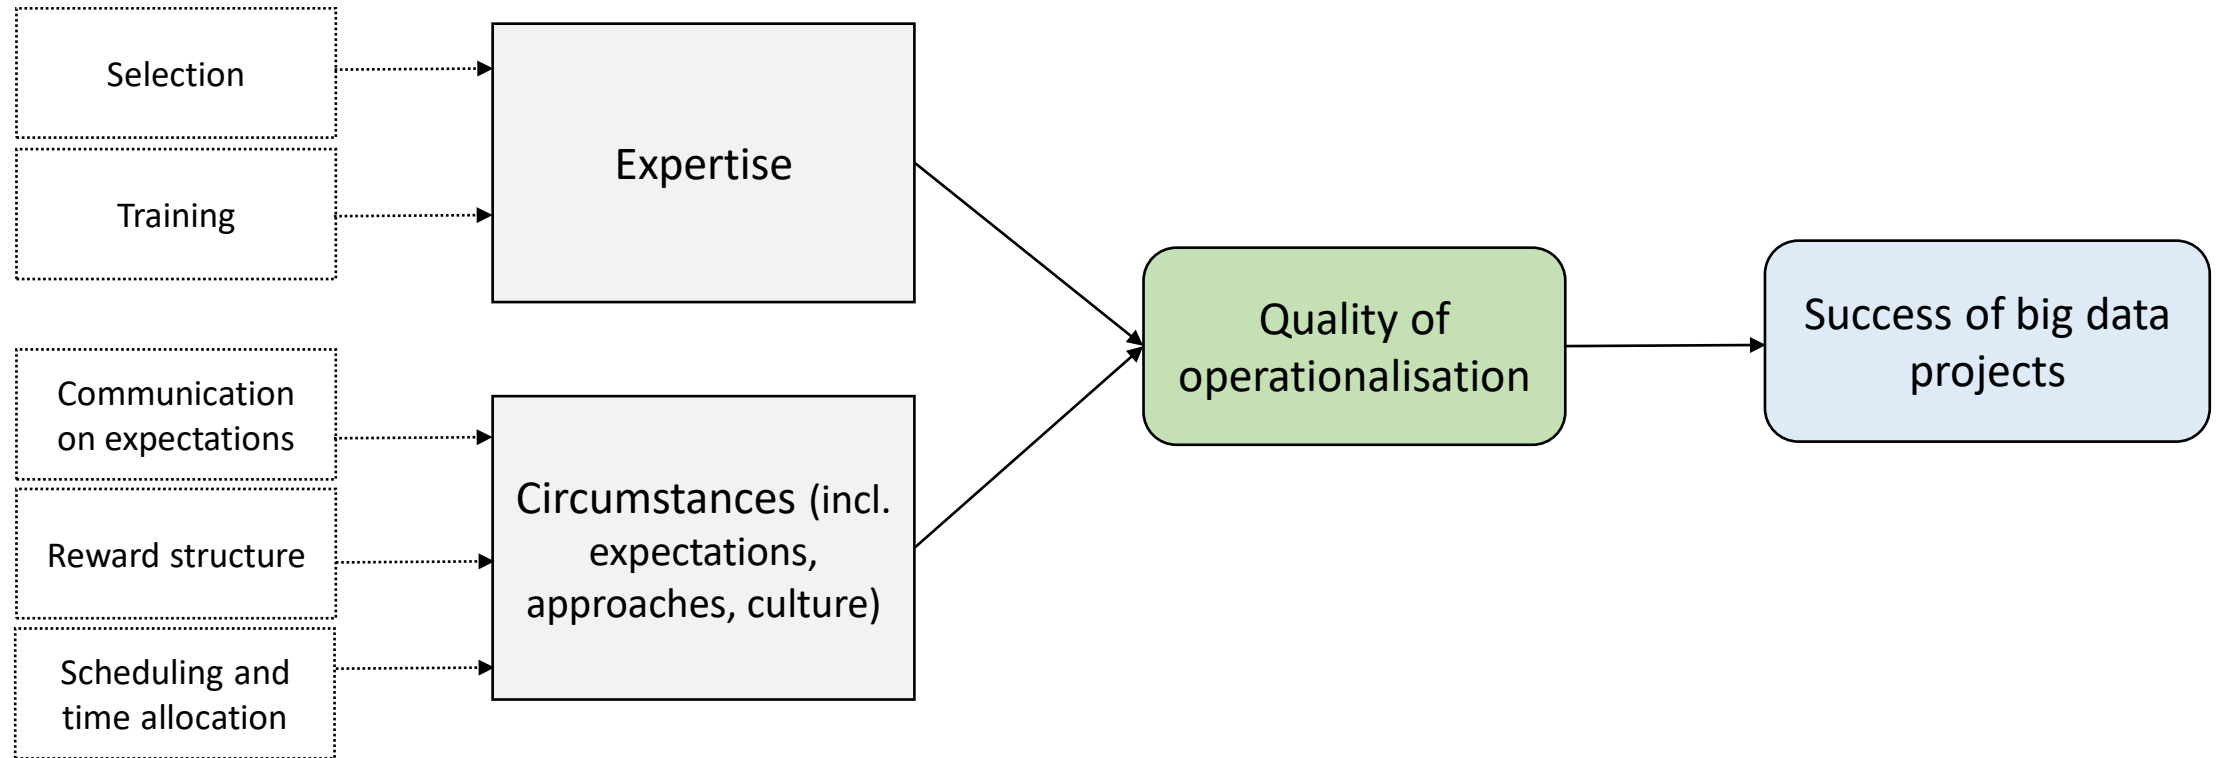 Selection
Training
Expertise
Communication
on expectations
Reward structure
Scheduling and
time allocation
Circumstances (incl.
expectations,
approaches, culture)
Quality of
operationalisation
Success of big data
projects